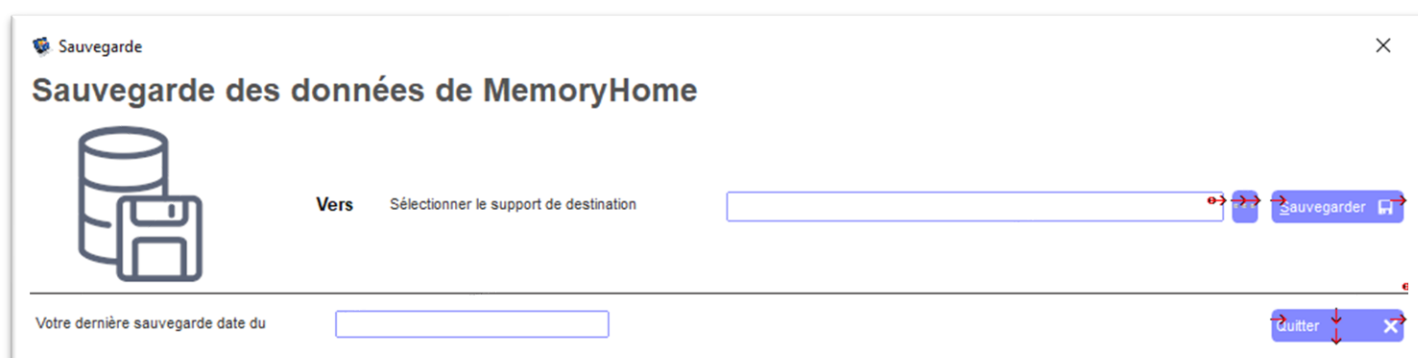 Sauvegarde
Sauvegarde des données de MemoryHome
Vers Sélectionner le support de destination ... Sauvegarder
Votre dernière sauvegarde date du Quitter